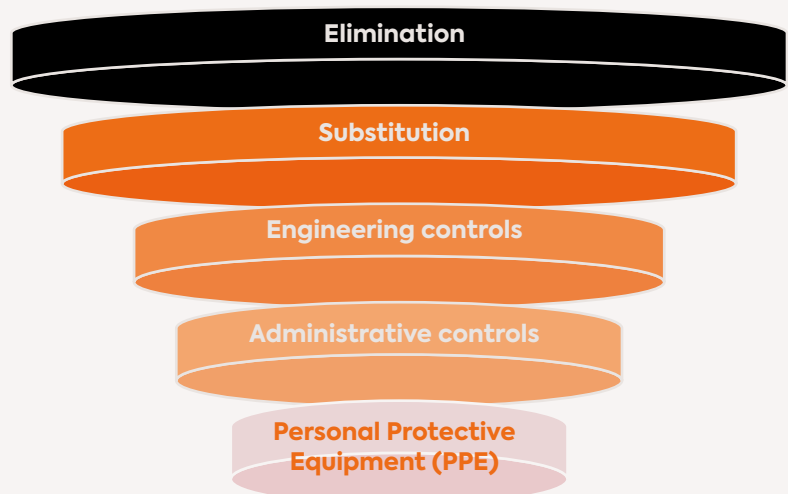 Elimination
Substitution
Engineering controls
Administrative controls
Personal Protective
Equipment (PPE)